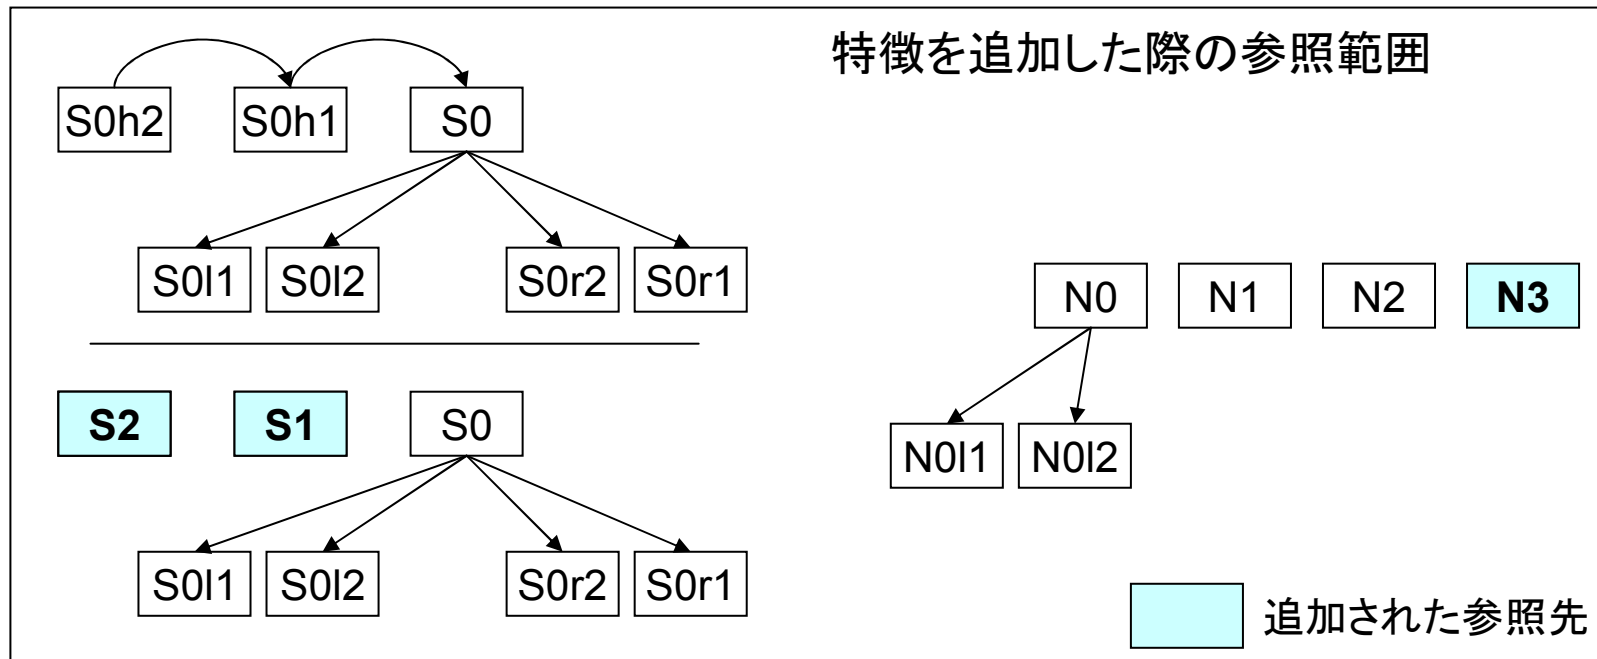 特徴を追加した際の参照範囲
S0h2 S0h1 S0
S0l1 S0l2 S0r2 S0r1
N0 N1 N2 N3
N0l1 N0l2
S2 S1 S0
S0l1 S0l2 S0r2 S0r1
追加された参照先